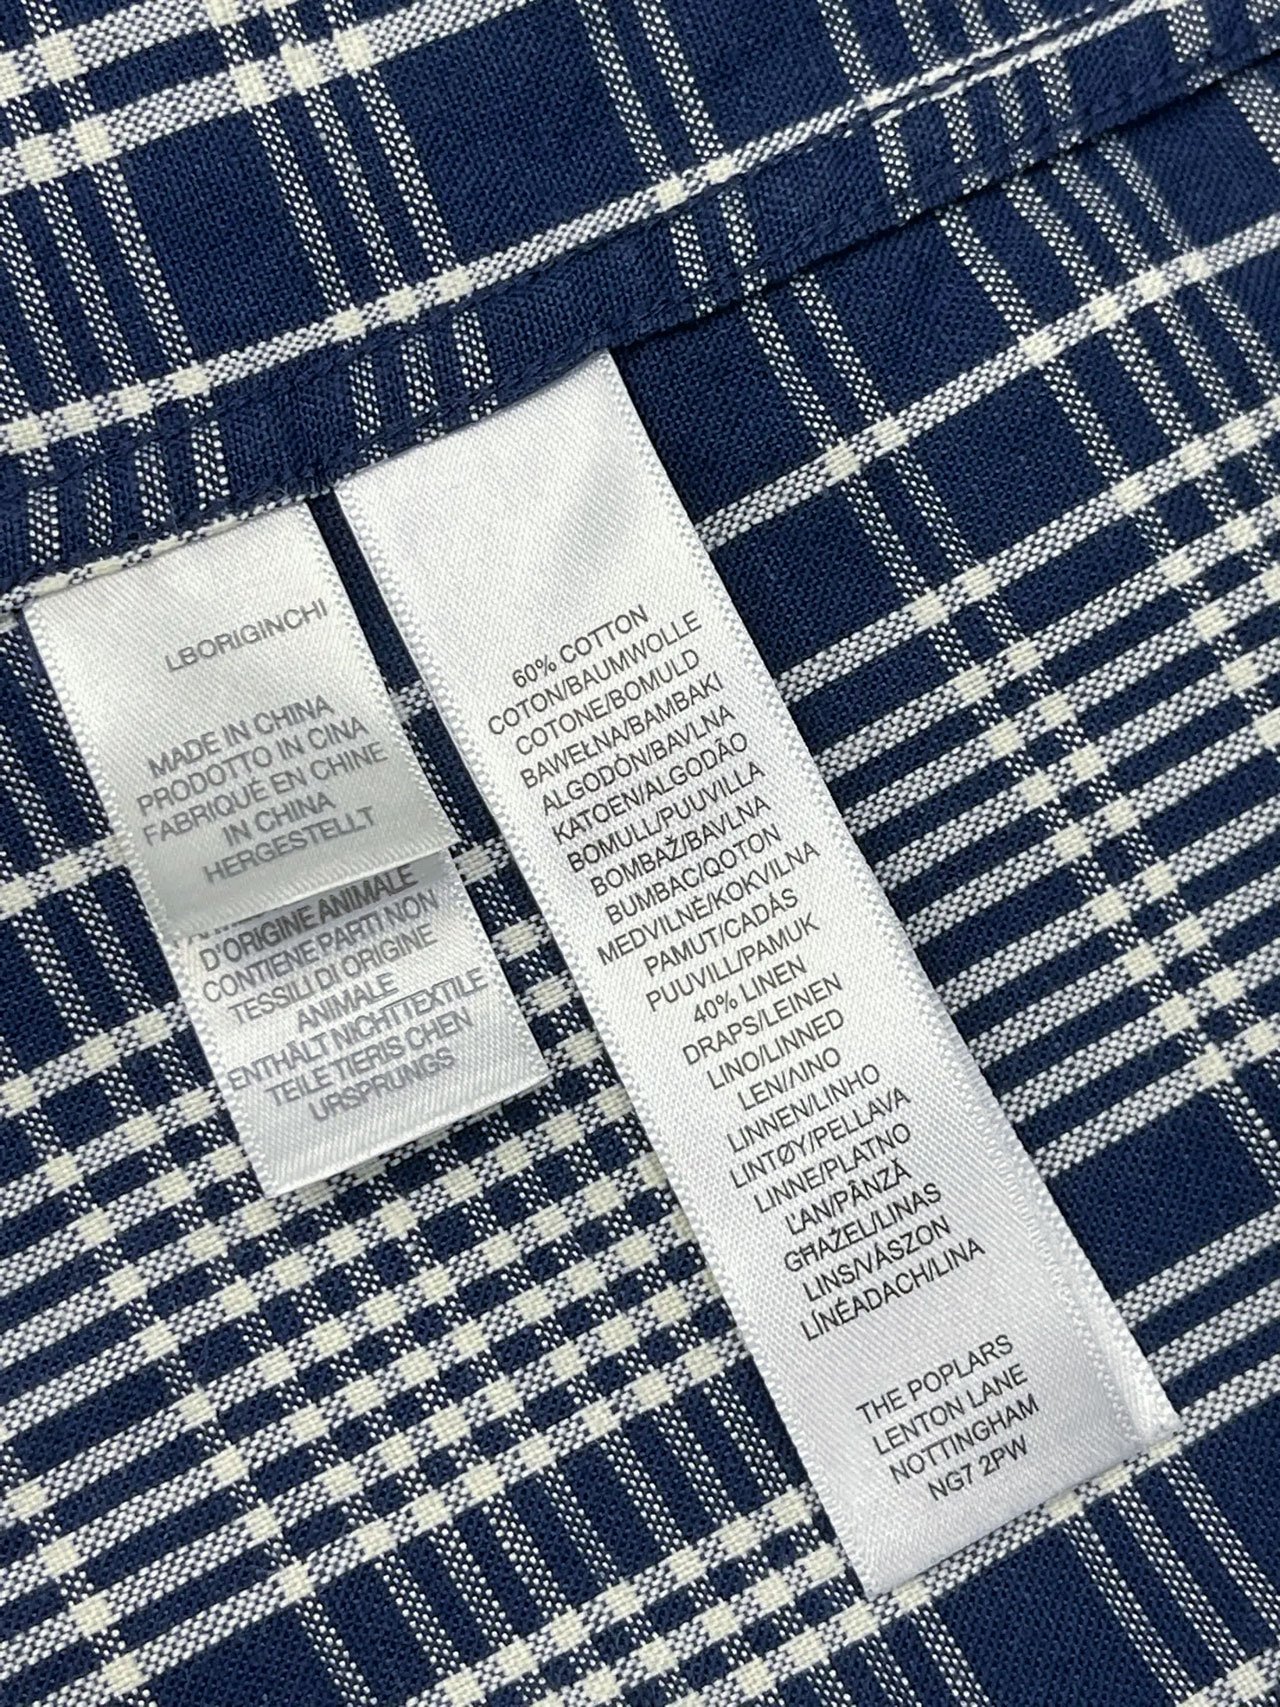 LBORIGINCHI
MADE IN CHINA
PRODOTTO IN CINA
FABRIQUÉ EN CHINE
IN CHINA
HERGESTELLT
D'ORIGINE ANIMALE
CONTIENE PARTI NON
TESSILI DI ORIGINE
ANIMALE
ENTHÄLT NICHTTEXTILE
TEILE TIERIS CHEN
URSPRUNGS
60% COTTON
COTON/BAUMWOLLE
COTONE/BOMULD
BAWEŁNA/BAMBAKI
ALGODÓN/BAVLNA
KATOEN/ALGODÃO
BOMULL/PUUVILLA
BOMBAŽ/BAVLNA
BUMBAC/QOTON
MEDVILNĖ/KOKVILNA
PAMUT/CADÁS
PUUVILL/PAMUK
40% LINEN
DRAPS/LEINEN
LINO/LINNED
LEN/ΛINO
LINNEN/LINHO
LINTØY/PELLAVA
LINNE/PLATNO
ĽAN/PÂNZĂ
GĦAŻEL/LINAS
LINS/VÁSZON
LÍNÉADACH/LINA
THE POPLARS
LENTON LANE
NOTTINGHAM
NG7 2PW